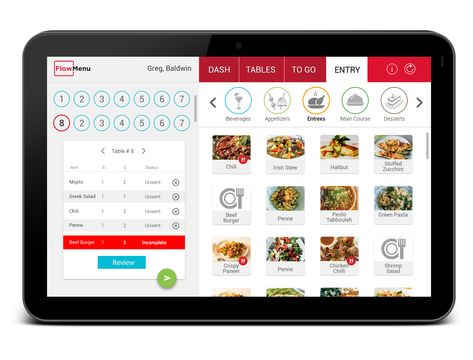 FlowMenu
Greg, Baldwin
DASH
TABLES
TO GO
ENTRY
1 2 3 4 5 6 7
8 2 3 4 5 6 7
Beverages
Appetizers
Entrees
Main Course
Desserts
Table # 8
Item S C Status
Mojito 1 2 Unsent
Greek Salad 1 1 Unsent
Chili 1 2 Unsent
Penne 1 2 Unsent
Beef Burger 1 2 Incomplete
Review
Chili
Irish Stew
Halibut
Stuffed
Zucchini
Beef
Burger
Penne
Pesto
Tabbouleh
Green Pasta
Crispy
Paneer
Penne
Chicken
Chilli
Shrimp
Salad